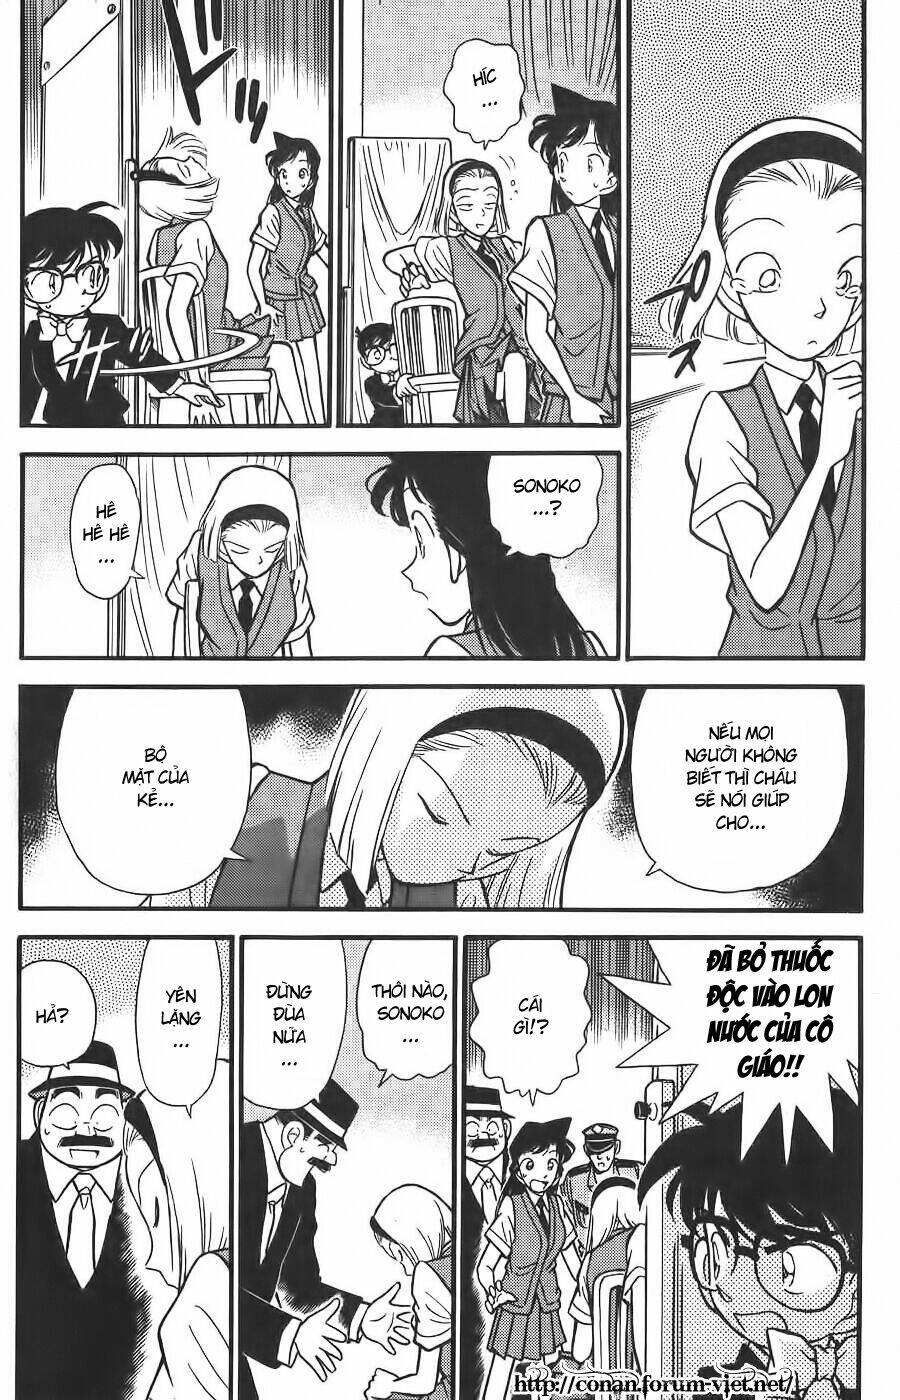 HÍC
...
SONOKO
...?
HÊ
HÊ HÊ
...
NẾU MỌI
NGƯỜI KHÔNG
BIẾT THÌ CHÁU
SẼ NÓI GIÚP
CHO...
BỘ
MẶT CỦA
KẺ...
ĐÃ BỎ THUỐC
ĐỘC VÀO LON
NƯỚC CỦA CÔ
GIÁO!!
CÁI
GÌ!?
THÔI NÀO,
SONOKO
...
ĐỪNG
ĐÙA
NỮA
...
YÊN
LẶNG
...
HẢ?
http://conan.forum-viet.net/